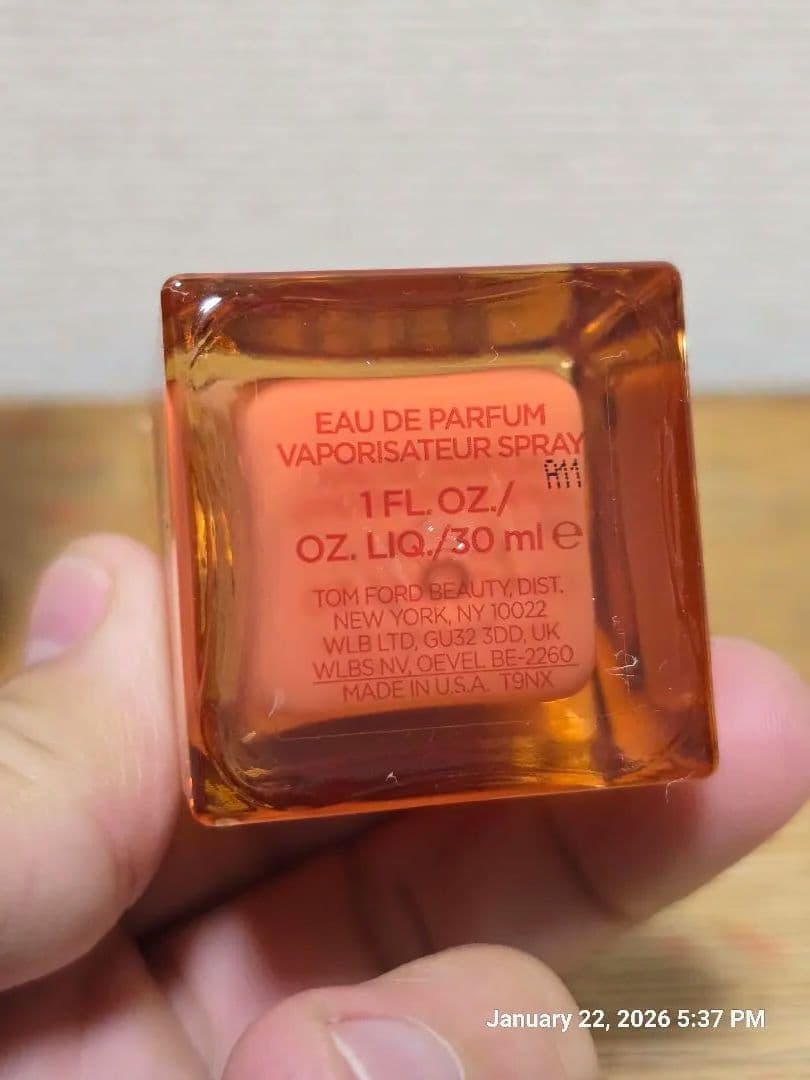 EAU DE PARFUM
VAPORISATEUR SPRAY
A11
1 FL. OZ./
OZ. LIQ./30 ml e
TOM FORD BEAUTY, DIST.
NEW YORK, NY 10022
WLB LTD, GU32 3DD, UK
WLBS NV, OEVEL BE-2260
MADE IN U.S.A. T9NX
January 22, 2026 5:37 PM